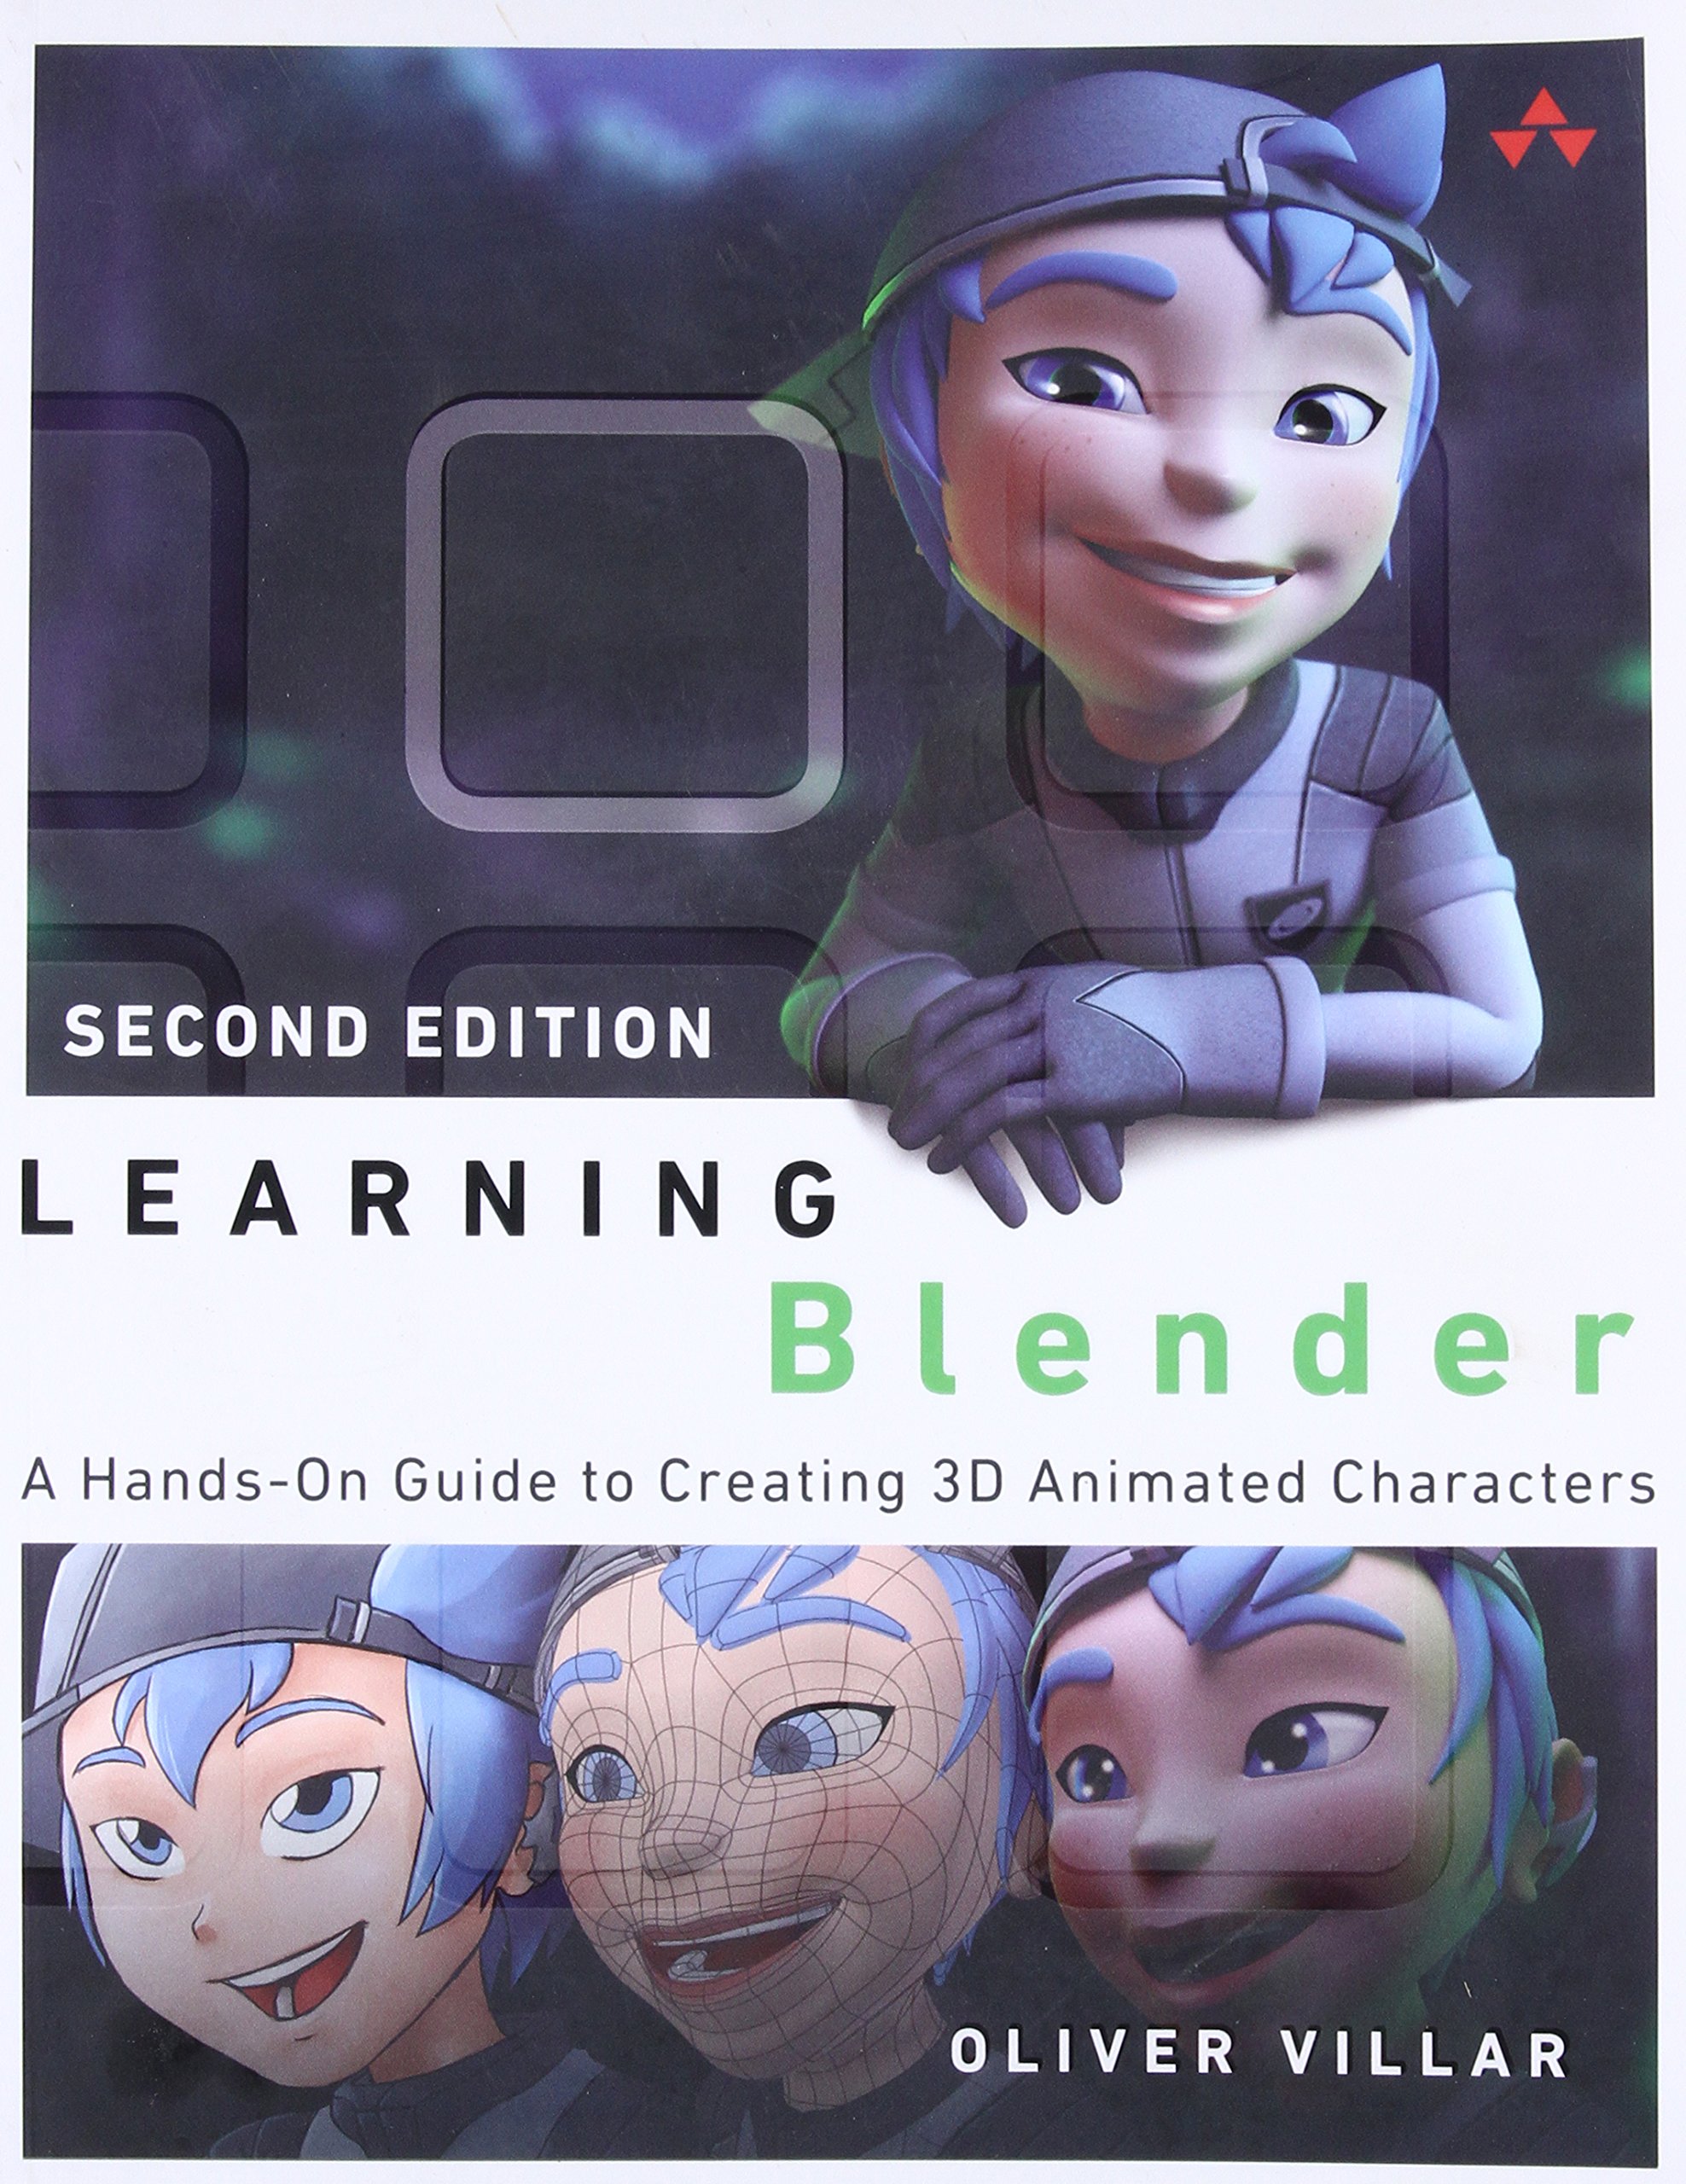 SECOND EDITION
LEARNING
Blender
A Hands-On Guide to Creating 3D Animated Characters
OLIVER VILLAR